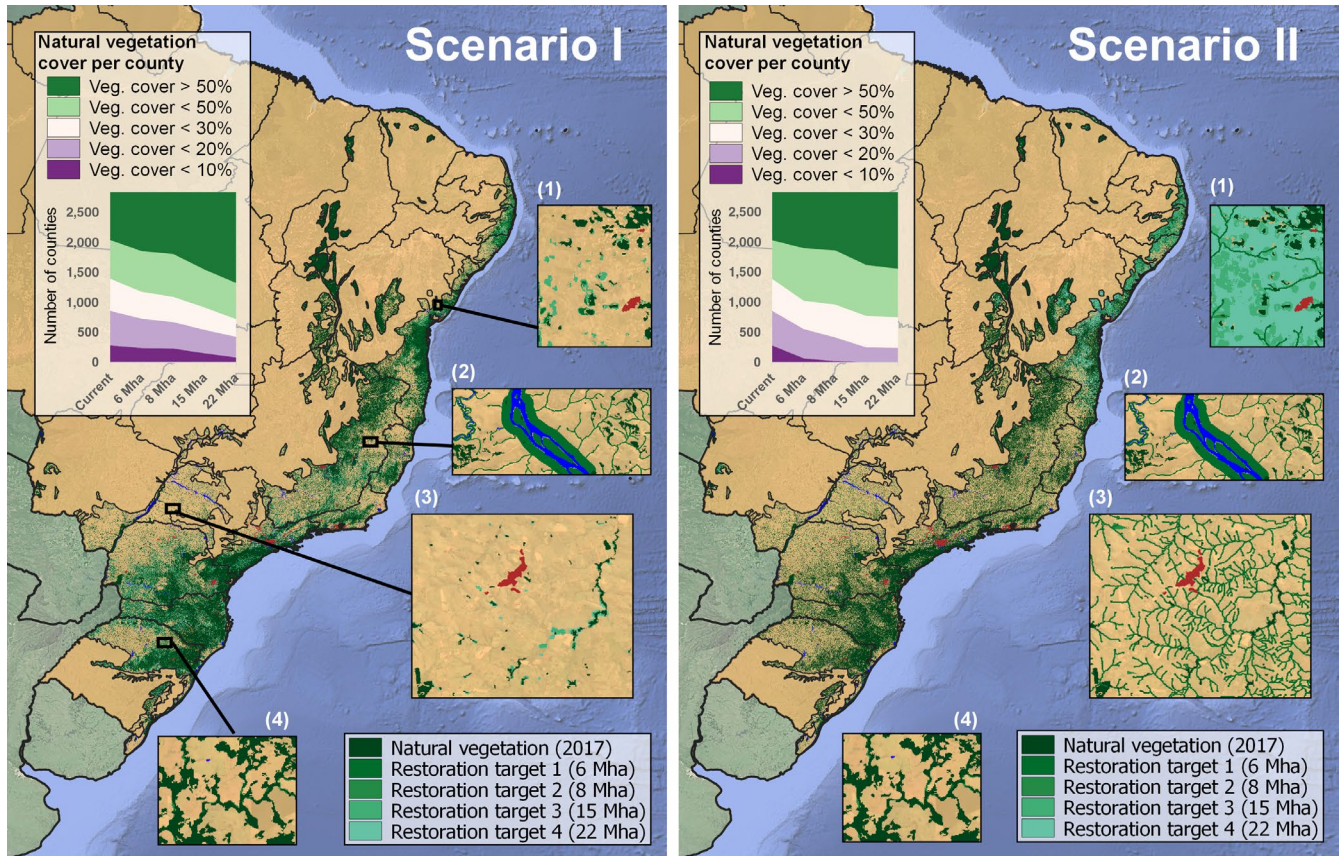 Scenario I
Natural vegetation
cover per county
Veg. cover > 50%
Veg. cover < 50%
Veg. cover < 30%
Veg. cover < 20%
Veg. cover < 10%
Number of counties
2,500
2,000
1,500
1,000
500
0
Current
6 Mha
8 Mha
15 Mha
22 Mha
(1)
(2)
(3)
(4)
Natural vegetation (2017)
Restoration target 1 (6 Mha)
Restoration target 2 (8 Mha)
Restoration target 3 (15 Mha)
Restoration target 4 (22 Mha)
Scenario II
Natural vegetation
cover per county
Veg. cover > 50%
Veg. cover < 50%
Veg. cover < 30%
Veg. cover < 20%
Veg. cover < 10%
Number of counties
2,500
2,000
1,500
1,000
500
0
Current
6 Mha
8 Mha
15 Mha
22 Mha
(1)
(2)
(3)
(4)
Natural vegetation (2017)
Restoration target 1 (6 Mha)
Restoration target 2 (8 Mha)
Restoration target 3 (15 Mha)
Restoration target 4 (22 Mha)